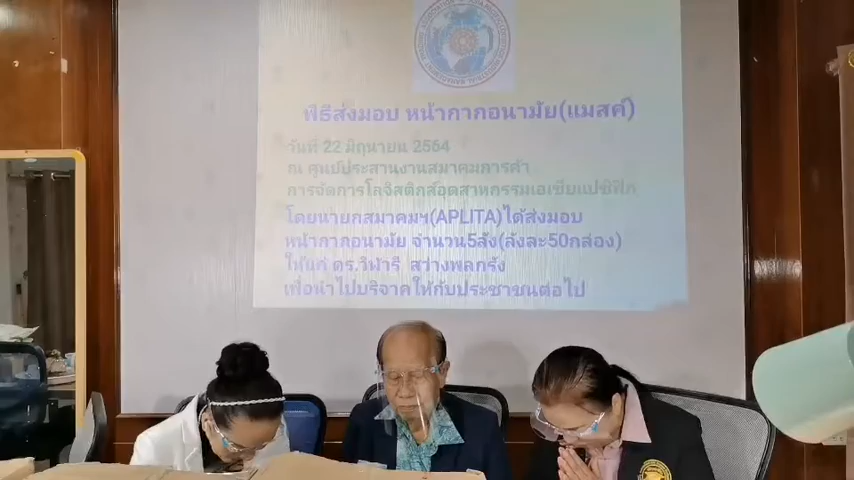 พิธีส่งมอบ หน้ากากอนามัย(แมสค์)
วันที่ 22 มิถุนายน 2564
ณ ศูนย์ประสานงานสมาคมการค้า
การจัดการโลจิสติกส์อุตสาหกรรมเอเซียแปซิฟิก
โดยนายกสมาคมฯ(APLITA)ได้ส่งมอบ
หน้ากากอนามัย จำนวน5ลัง(ลังละ50กล่อง)
ให้แก่ ดร.วิฬารี สว่างพลกรัง
เพื่อนำไปบริจาคให้กับประชาชนต่อไป